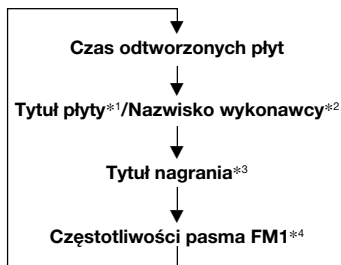 Czas odtworzonych płyt
Tytuł płyty*1/Nazwisko wykonawcy*2
Tytuł nagrania*3
Częstotliwości pasma FM1*4